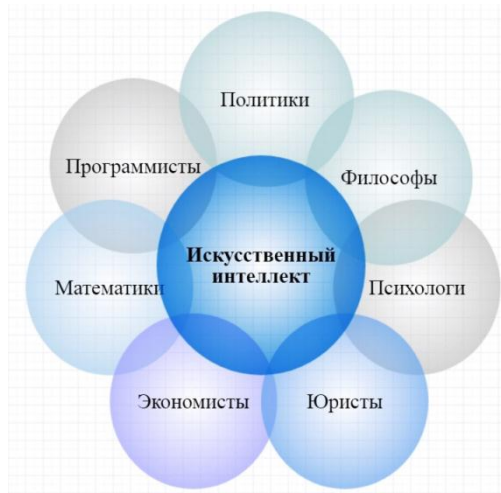 Политики
Программисты
Философы
Искусственный
интеллект
Математики
Психологи
Экономисты
Юристы